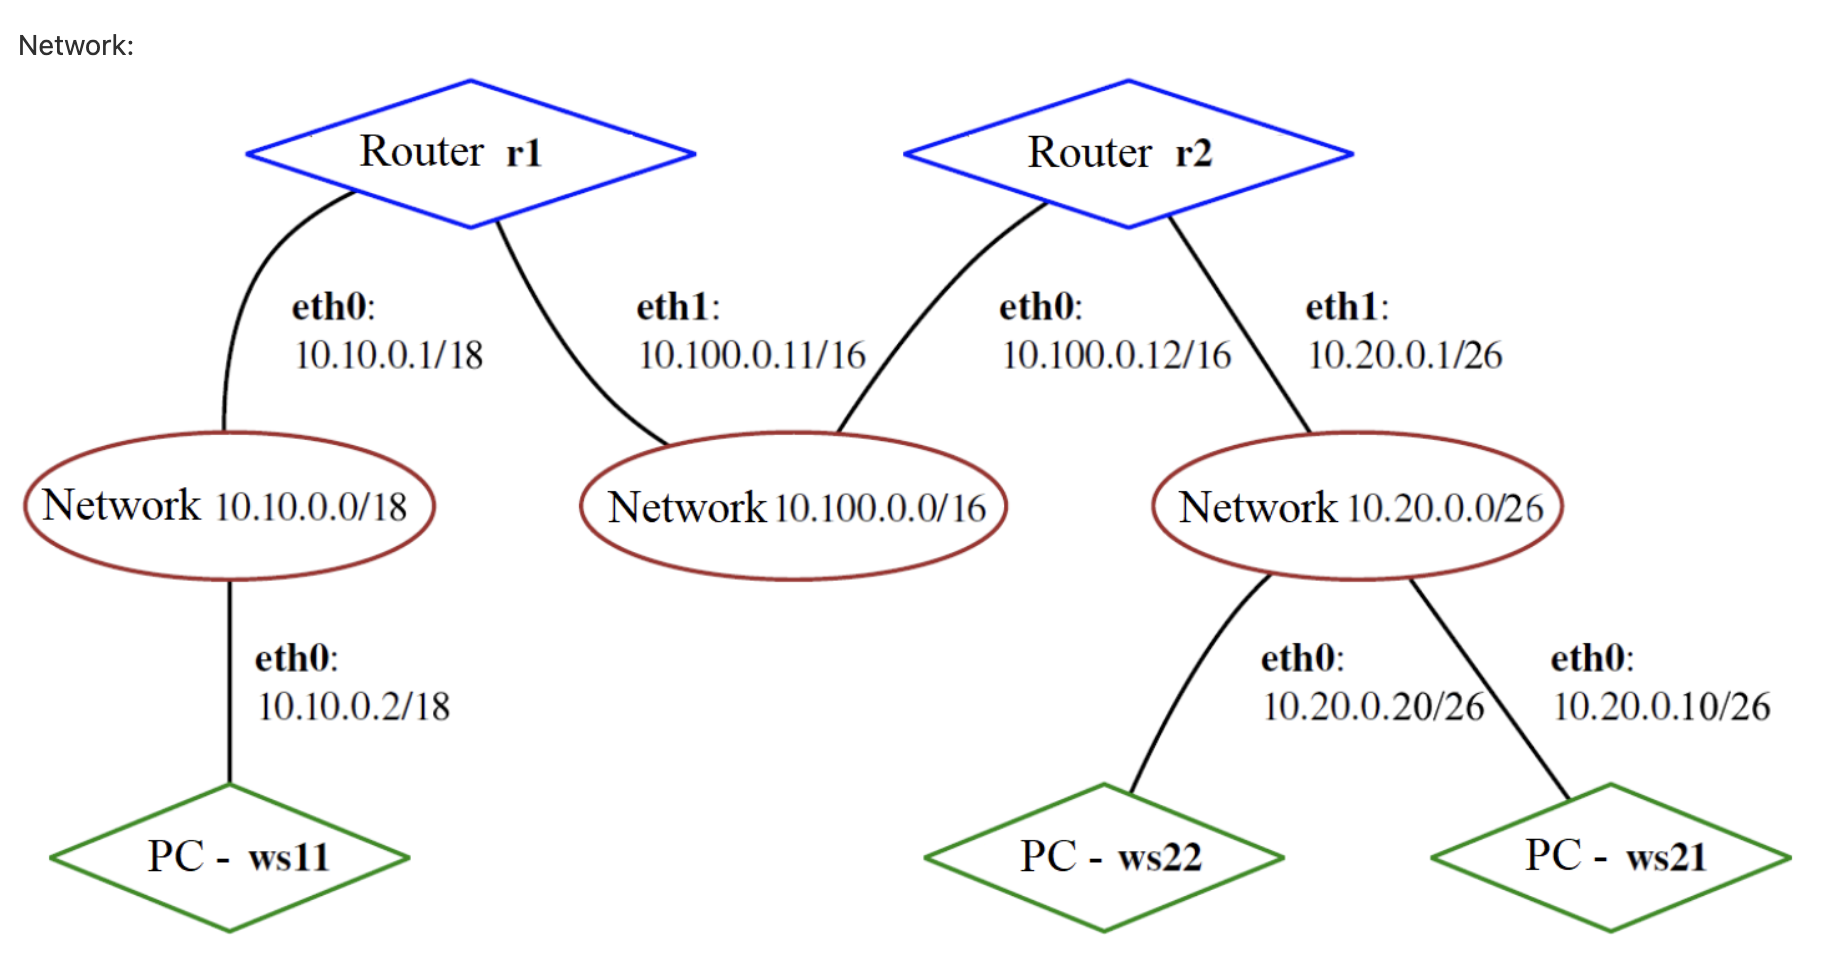 Network:
Router r1
Router r2
eth0:
10.10.0.1/18
eth1:
10.100.0.11/16
eth0:
10.100.0.12/16
eth1:
10.20.0.1/26
Network 10.10.0.0/18
Network 10.100.0.0/16
Network 10.20.0.0/26
eth0:
10.10.0.2/18
eth0:
10.20.0.20/26
eth0:
10.20.0.10/26
PC - ws11
PC - ws22
PC - ws21